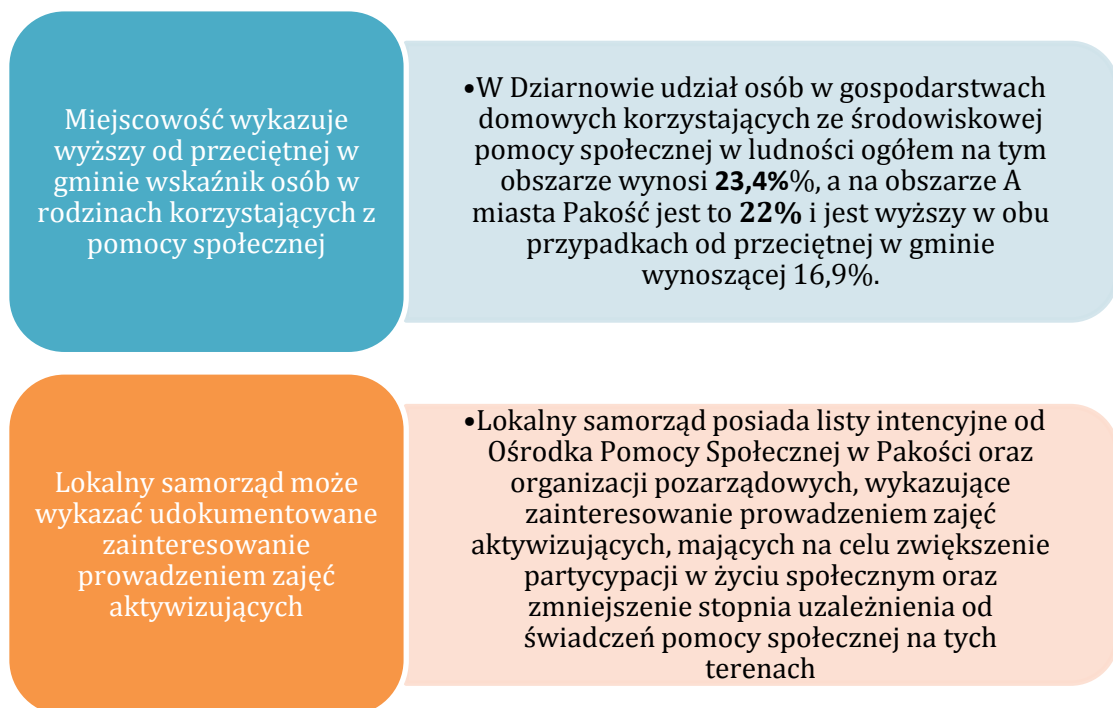 Miejscowość wykazuje
wyższy od przeciętnej w
gminie wskaźnik osób w
rodzinach korzystających z
pomocy społecznej
•W Dziarnowie udział osób w gospodarstwach
domowych korzystających ze środowiskowej
pomocy społecznej w ludności ogółem na tym
obszarze wynosi 23,4%%, a na obszarze A
miasta Pakość jest to 22% i jest wyższy w obu
przypadkach od przeciętnej w gminie
wynoszącej 16,9%.
Lokalny samorząd może
wykazać udokumentowane
zainteresowanie
prowadzeniem zajęć
aktywizujących
•Lokalny samorząd posiada listy intencyjne od
Ośrodka Pomocy Społecznej w Pakości oraz
organizacji pozarządowych, wykazujące
zainteresowanie prowadzeniem zajęć
aktywizujących, mających na celu zwiększenie
partycypacji w życiu społecznym oraz
zmniejszenie stopnia uzależnienia od
świadczeń pomocy społecznej na tych
terenach